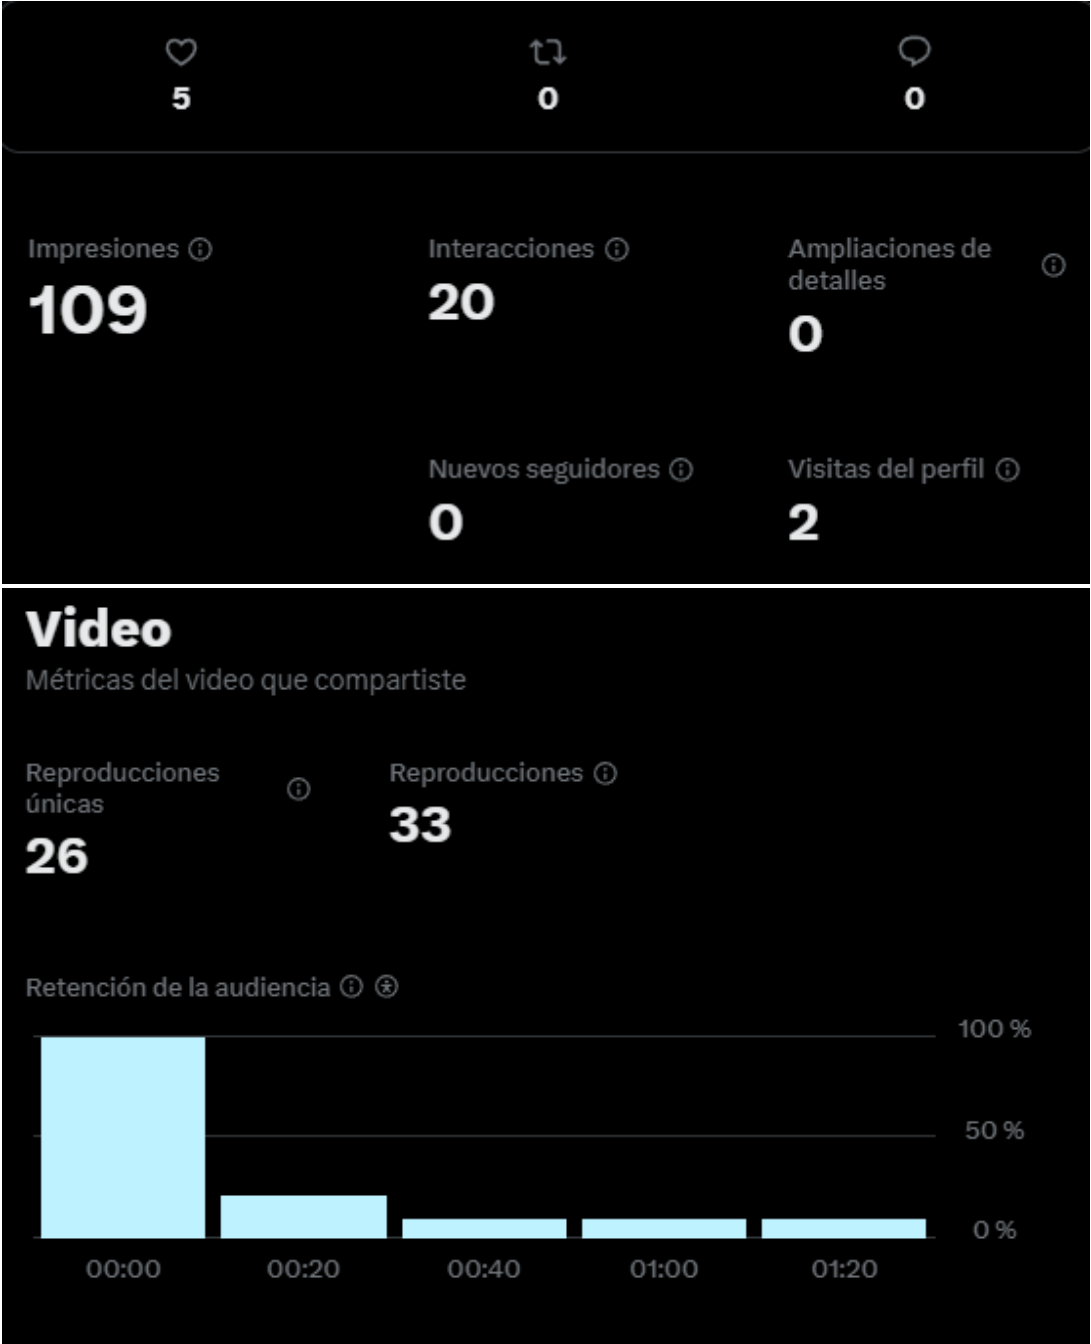 5
0
0
Impresiones
109
Interacciones
20
Ampliaciones de
detalles
0
Nuevos seguidores
0
Visitas del perfil
2
Video
Métricas del video que compartiste
Reproducciones
únicas
26
Reproducciones
33
Retención de la audiencia
100 %
50 %
0 %
00:00
00:20
00:40
01:00
01:20